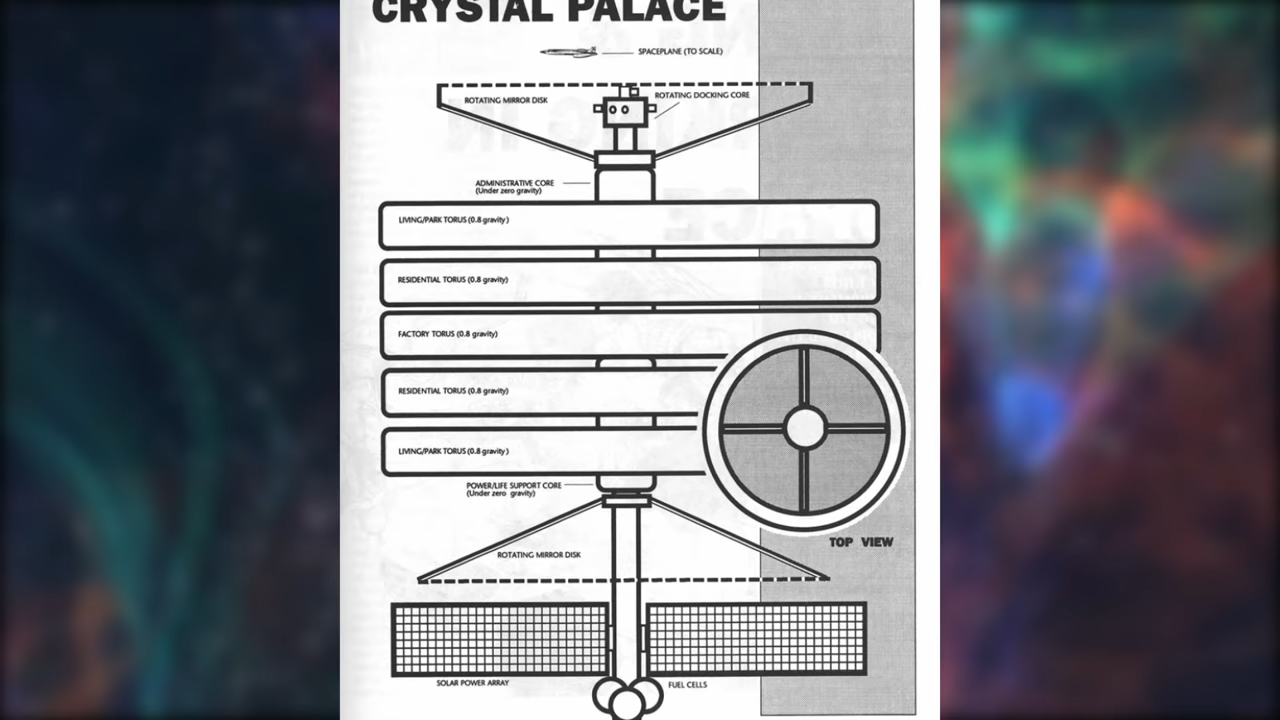 CRYSTAL PALACE
SPACEPLANE (TO SCALE)
ROTATING MIRROR DISK
ROTATING DOCKING CORE
ADMINISTRATIVE CORE
(Under zero gravity)
LIVING/PARK TORUS (0.8 gravity)
RESIDENTIAL TORUS (0.8 gravity)
FACTORY TORUS (0.8 gravity)
RESIDENTIAL TORUS (0.8 gravity)
LIVING/PARK TORUS (0.8 gravity)
POWER/LIFE SUPPORT CORE
(Under zero gravity)
TOP VIEW
ROTATING MIRROR DISK
SOLAR POWER ARRAY
FUEL CELLS